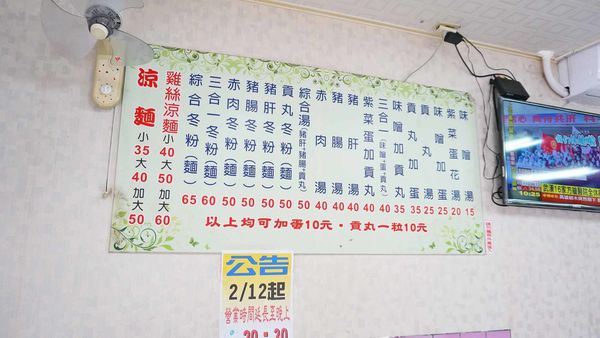 涼麵 小35 大40 加大50
雞絲涼麵 小40 大50 加大60
綜合冬粉(麵) 65
三合一冬粉(麵) 60
赤肉冬粉(麵) 50
豬腸冬粉(麵) 50
豬肝冬粉(麵) 50
貢丸冬粉(麵) 50
綜合湯(豬肝+豬腸+貢丸) 50
赤肉湯 40
豬腸湯 40
豬肝湯 40
紫菜蛋加貢丸 40
三合一(味噌+蛋+貢丸) 40
味噌加貢丸 35
貢丸加蛋 35
貢丸湯 25
味噌加蛋 25
紫菜蛋花湯 20
味噌湯 15
以上均可加蛋10元・貢丸一粒10元
公告
2/12起
營業時間延長至晚上
20:30
10:25